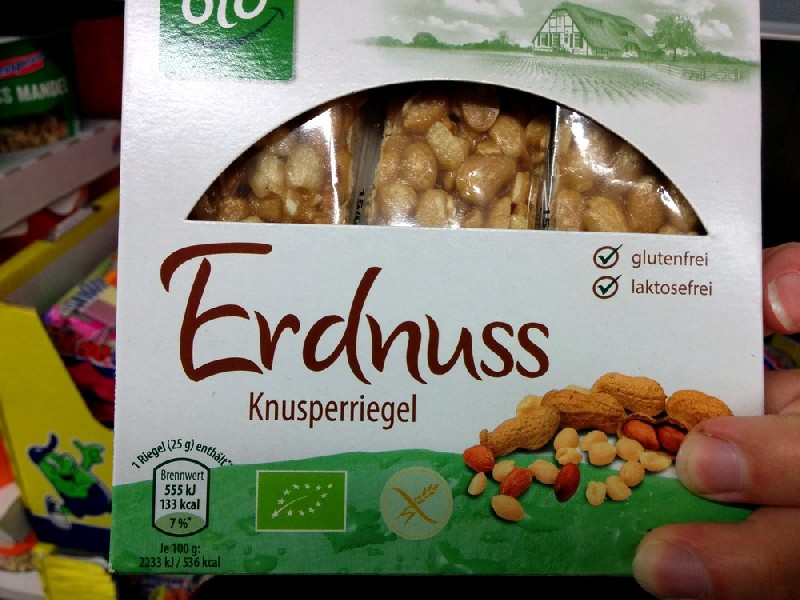 bio
Erdnuss
Knusperriegel
glutenfrei
laktosefrei
1 Riegel (25 g) enthält*
Brennwert
555 kJ
133 kcal
7 %*
Je 100 g:
2233 kJ / 536 kcal